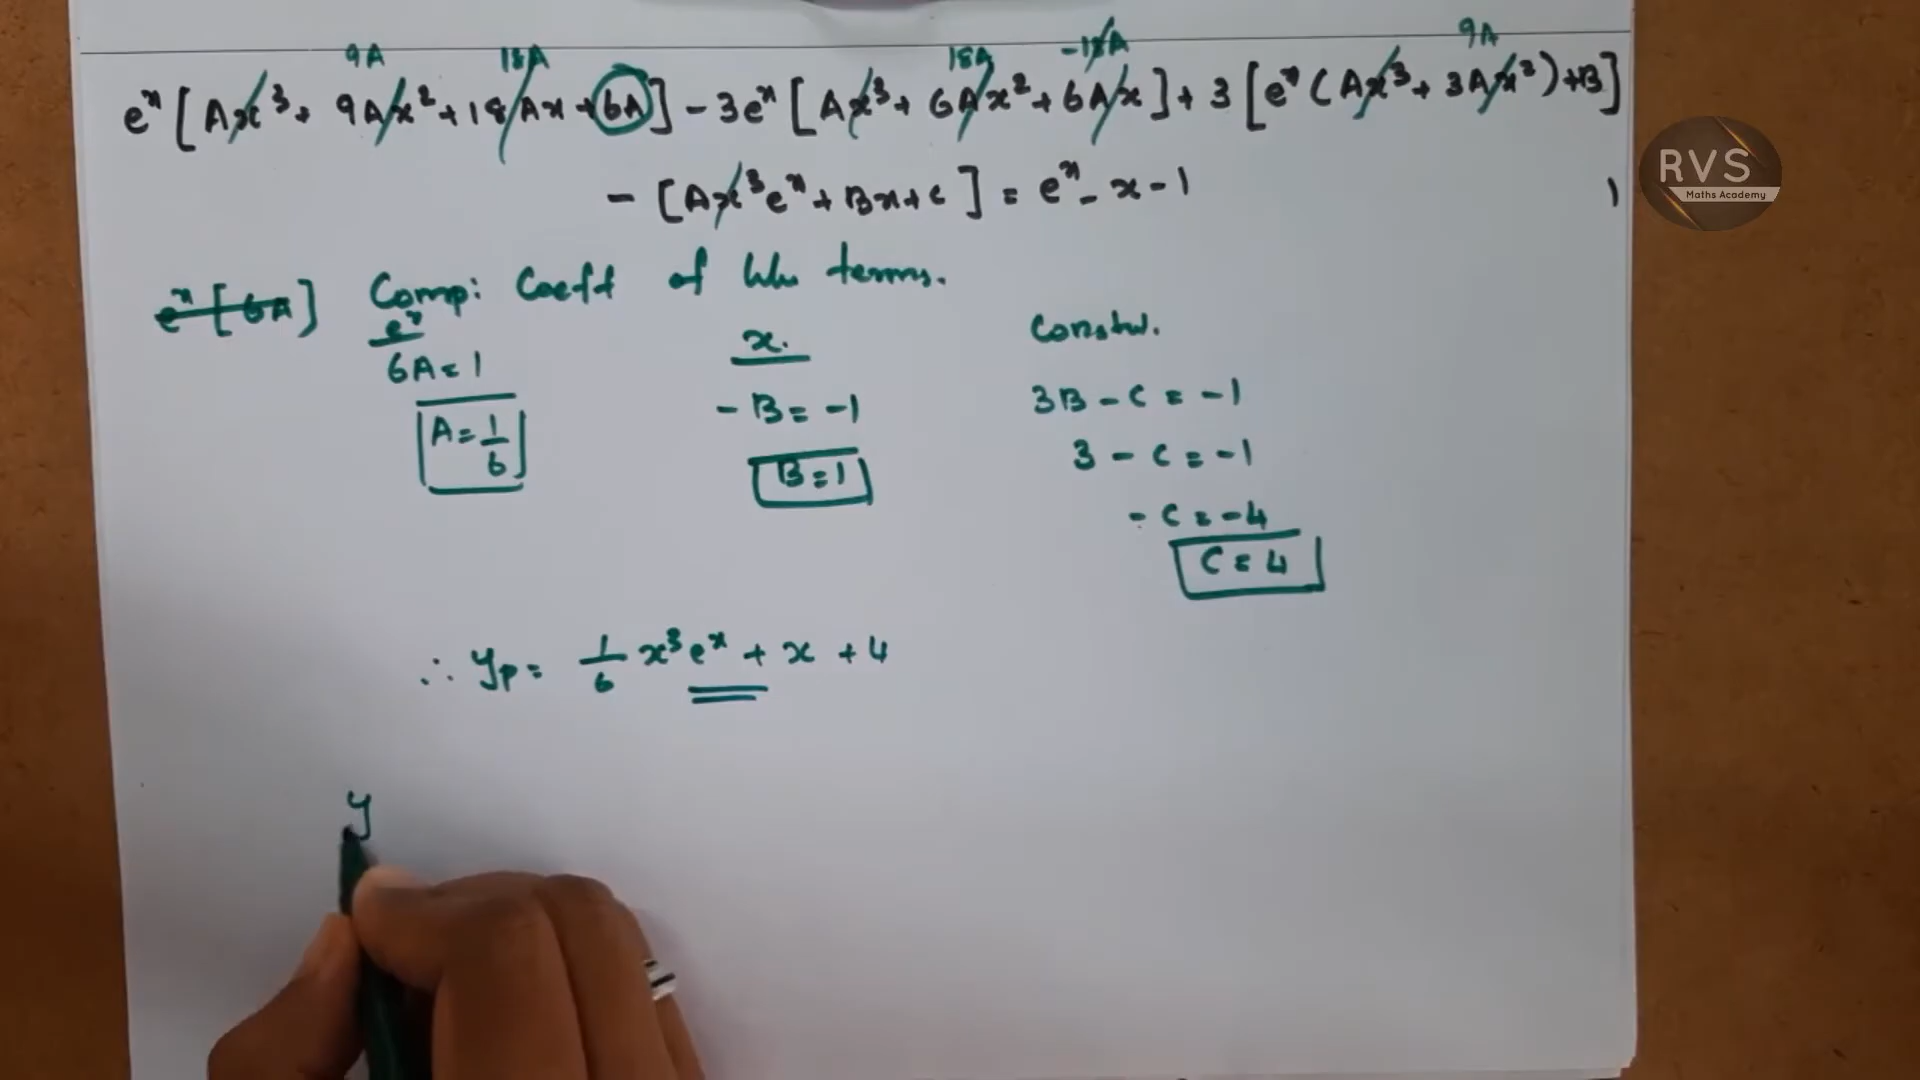 9A 18A 18A -18A 9A
eˣ [Ax³ + 9Ax² + 18Ax + 6A] - 3eˣ [Ax³ + 6Ax² + 6Ax] + 3 [eˣ (Ax³ + 3Ax²) + B]
- [Ax³eˣ + Bx + C] = eˣ - x - 1
RVS
Maths Academy
eˣ [6A] Comp: Coeff of like terms.
eˣ x. Constn.
6A = 1 - B = -1 3B - C = -1
A = 1/6 B = 1 3 - C = -1
- C = -4
C = 4
∴ yp = 1/6 x³eˣ + x + 4
y